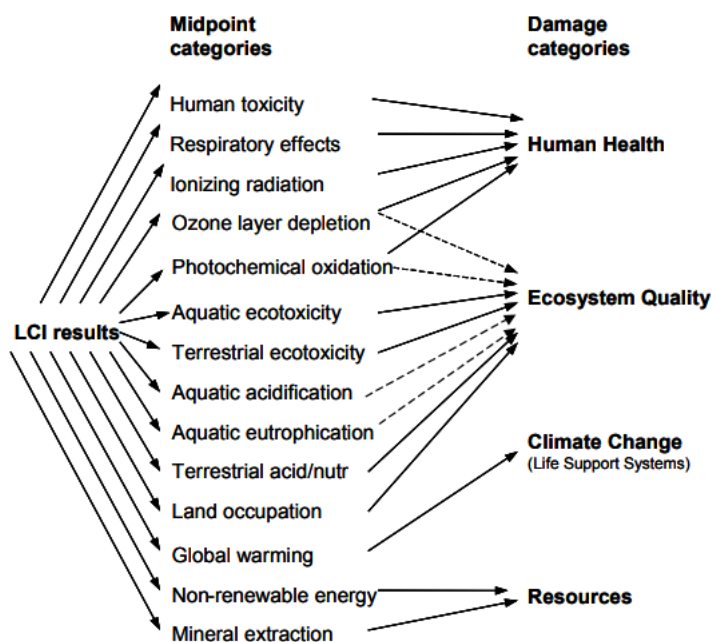 Midpoint
categories
Damage
categories
Human toxicity
Respiratory effects
Human Health
Ionizing radiation
Ozone layer depletion
Photochemical oxidation
Ecosystem Quality
Aquatic ecotoxicity
LCI results
Terrestrial ecotoxicity
Aquatic acidification
Aquatic eutrophication
Climate Change
(Life Support Systems)
Terrestrial acid/nutr
Land occupation
Global warming
Non-renewable energy
Resources
Mineral extraction